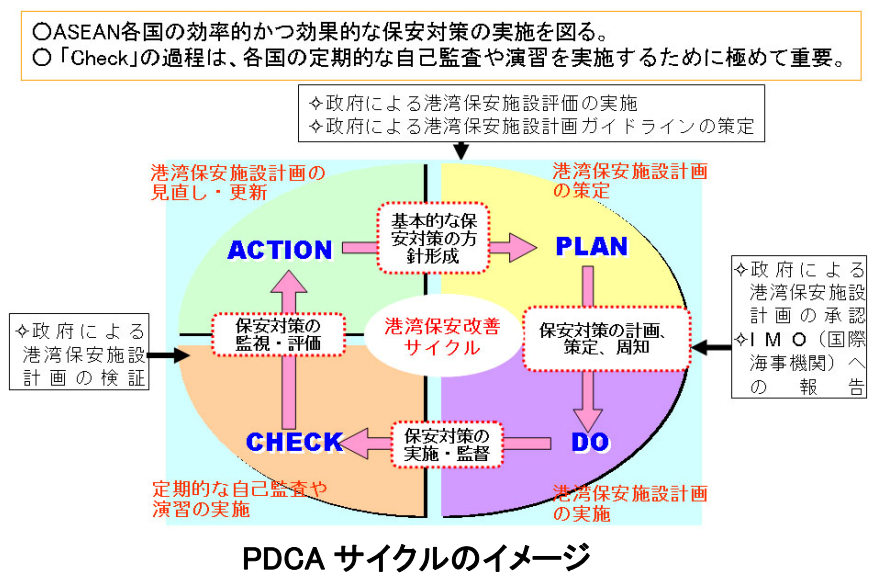 〇ASEAN各国の効率的かつ効果的な保安対策の実施を図る。
〇「Check」の過程は、各国の定期的な自己監査や演習を実施するために極めて重要。
✧政府による港湾保安施設評価の実施
✧政府による港湾保安施設計画ガイドラインの策定
港湾保安施設計画の
見直し・更新
港湾保安施設計画
の策定
ACTION
基本的な保
安対策の方
針形成
PLAN
✧政府による
港湾保安施設
計画の承認
✧IMO(国際
海事機関)へ
の報告
✧政府による
港湾保安施設
計画の検証
保安対策の
監視・評価
港湾保安改善
サイクル
保安対策の計画、
策定、周知
CHECK
保安対策の
実施・監督
DO
定期的な自己監査や
演習の実施
港湾保安施設計画
の実施
PDCA サイクルのイメージ